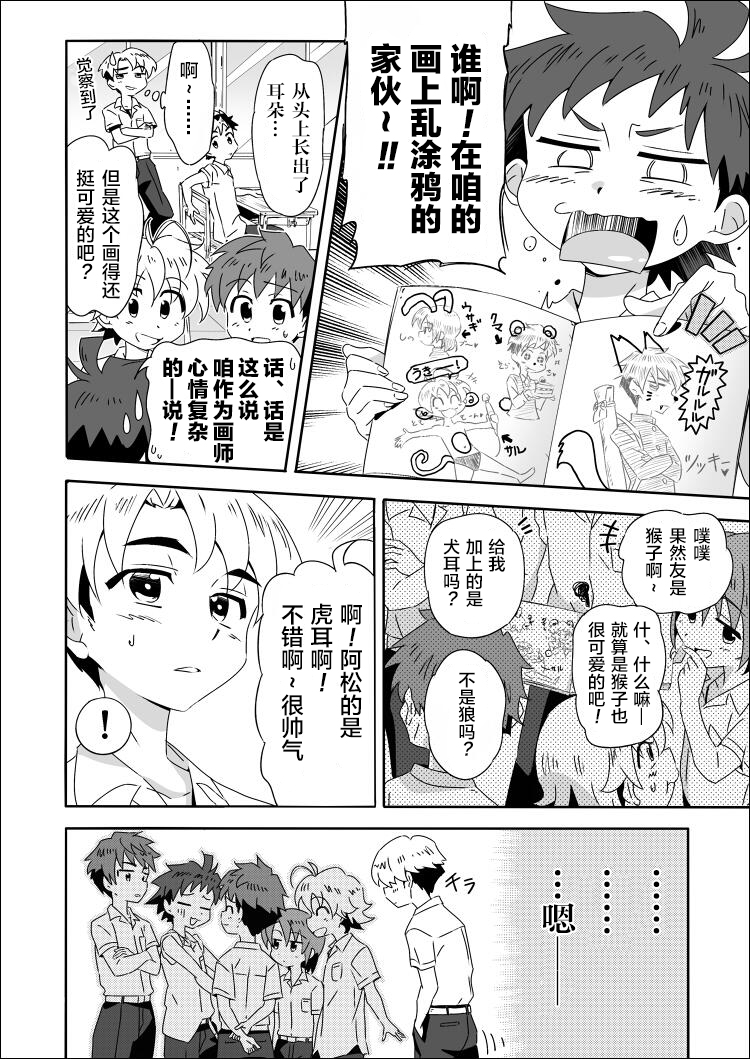 谁啊！在咱的
画上乱涂鸦的
家伙~！！
ウサギ
クマ
うきー！
サル
ガルルルル
ツッキー
从头上长出了
耳朵…
啊~……
觉察到了
但是这个画得还
挺可爱的吧？
话、话是
这么说
咱作为画师
心情复杂
的—说！
噗噗
果然友是
猴子啊~
什、什么嘛—
就算是猴子也
很可爱的吧！
给我
加上的是
犬耳吗？
不是狼吗？
啊！阿松的是
虎耳啊！
不错啊~很帅气
！
……
……嗯——
チラ